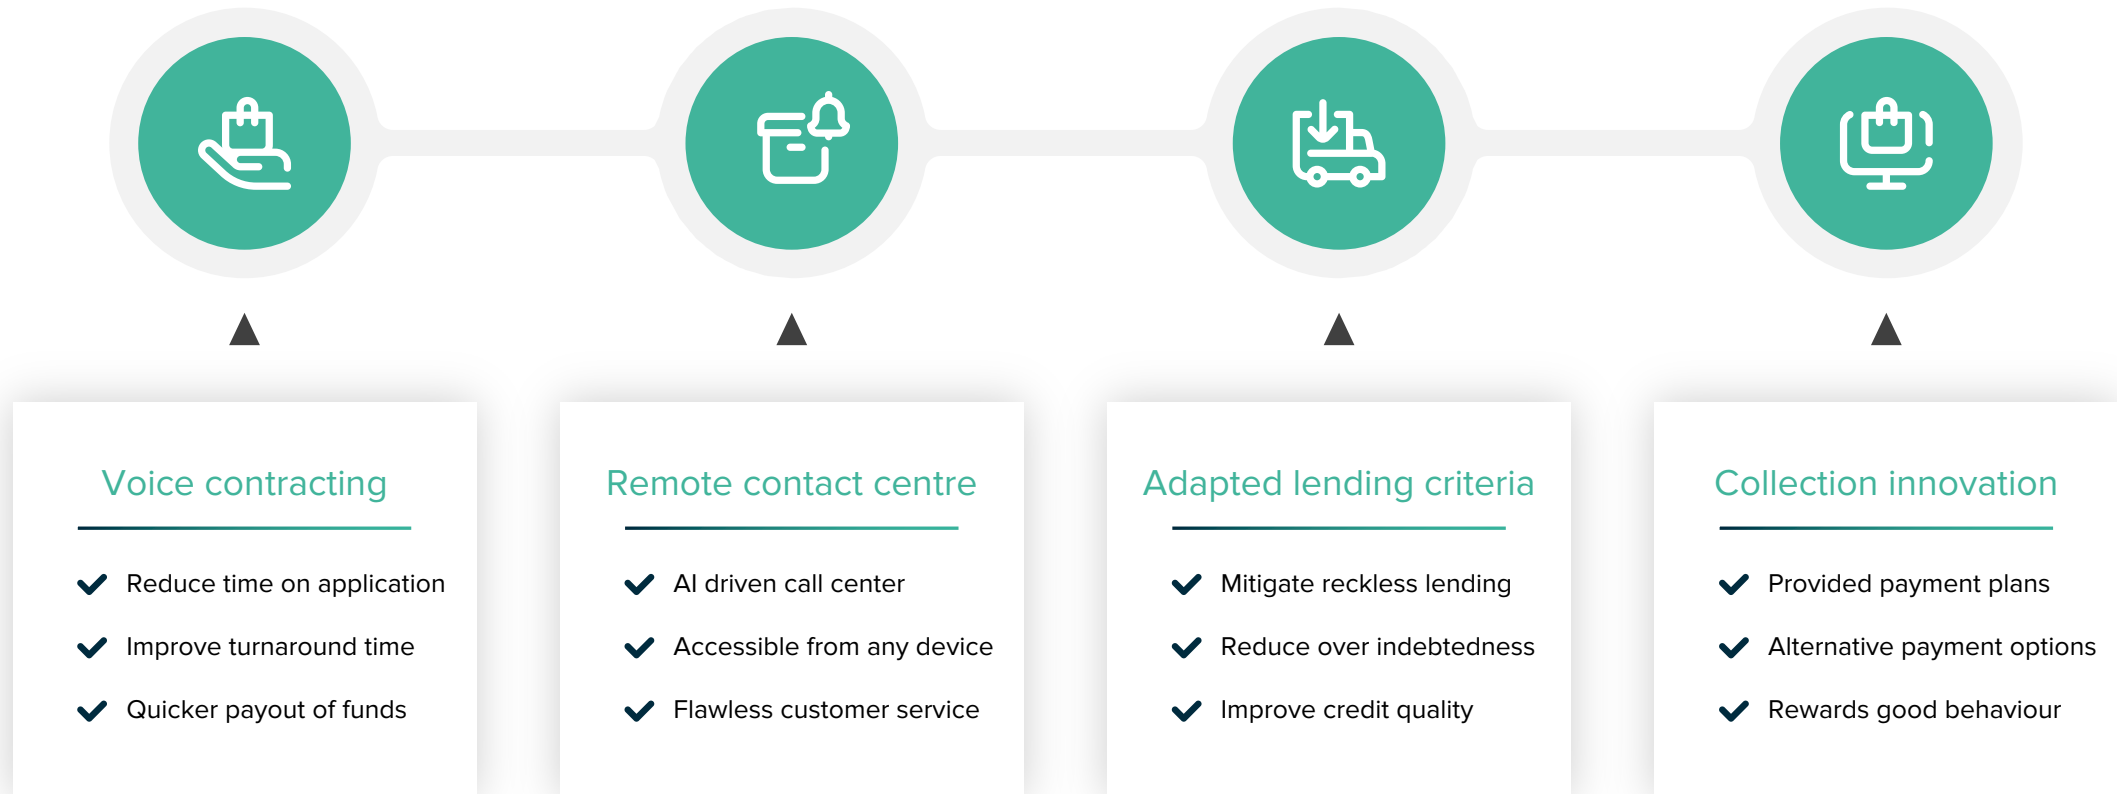 Voice contracting
Reduce time on application
Improve turnaround time
Quicker payout of funds
Remote contact centre
AI driven call center
Accessible from any device
Flawless customer service
Adapted lending criteria
Mitigate reckless lending
Reduce over indebtedness
Improve credit quality
Collection innovation
Provided payment plans
Alternative payment options
Rewards good behaviour